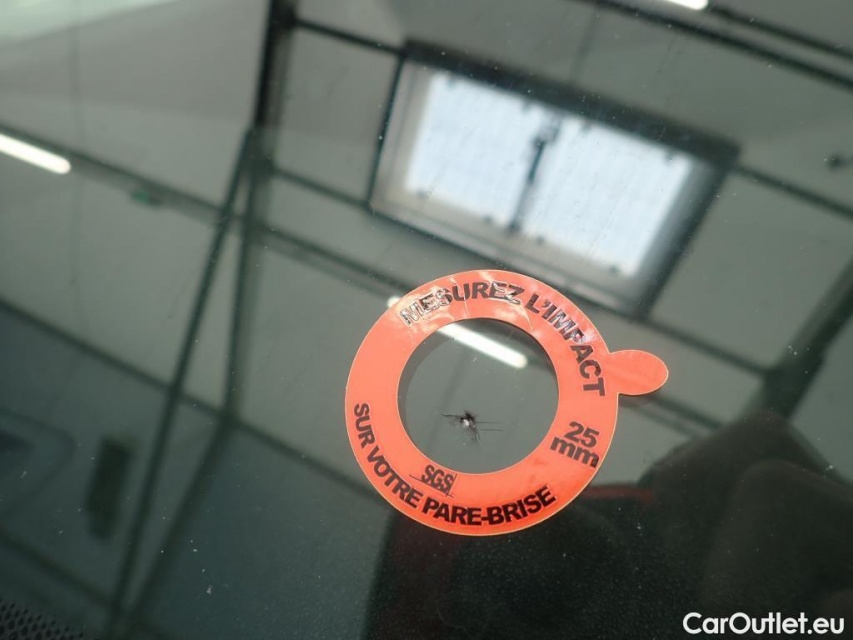 MESUREZ L'IMPACT
25
mm
SGS
SUR VOTRE PARE-BRISE
CarOutlet.eu